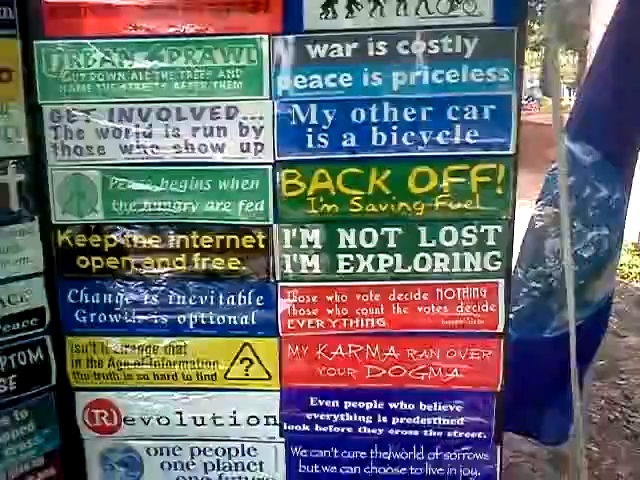 URBAN SPRAWL
CUT DOWN ALL THE TREES AND
NAME THE STREETS AFTER THEM
war is costly
peace is priceless
GET INVOLVED...
The world is run by
those who show up
My other car
is a bicycle
Peace begins when
the hungry are fed
BACK OFF!
I'm Saving Fuel
Keep the internet
open and free.
I'M NOT LOST
I'M EXPLORING
Change is inevitable
Growth is optional
Those who vote decide NOTHING
Those who count the votes decide
EVERYTHING
Isn't it strange that
in the Age of Information
the truth is so hard to find
?
MY KARMA RAN OVER
YOUR DOGMA
(R)evolution
Even people who believe
everything is predestined
look before they cross the street.
one people
one planet
one future
We can't cure the world of sorrows
but we can choose to live in joy.
Peace